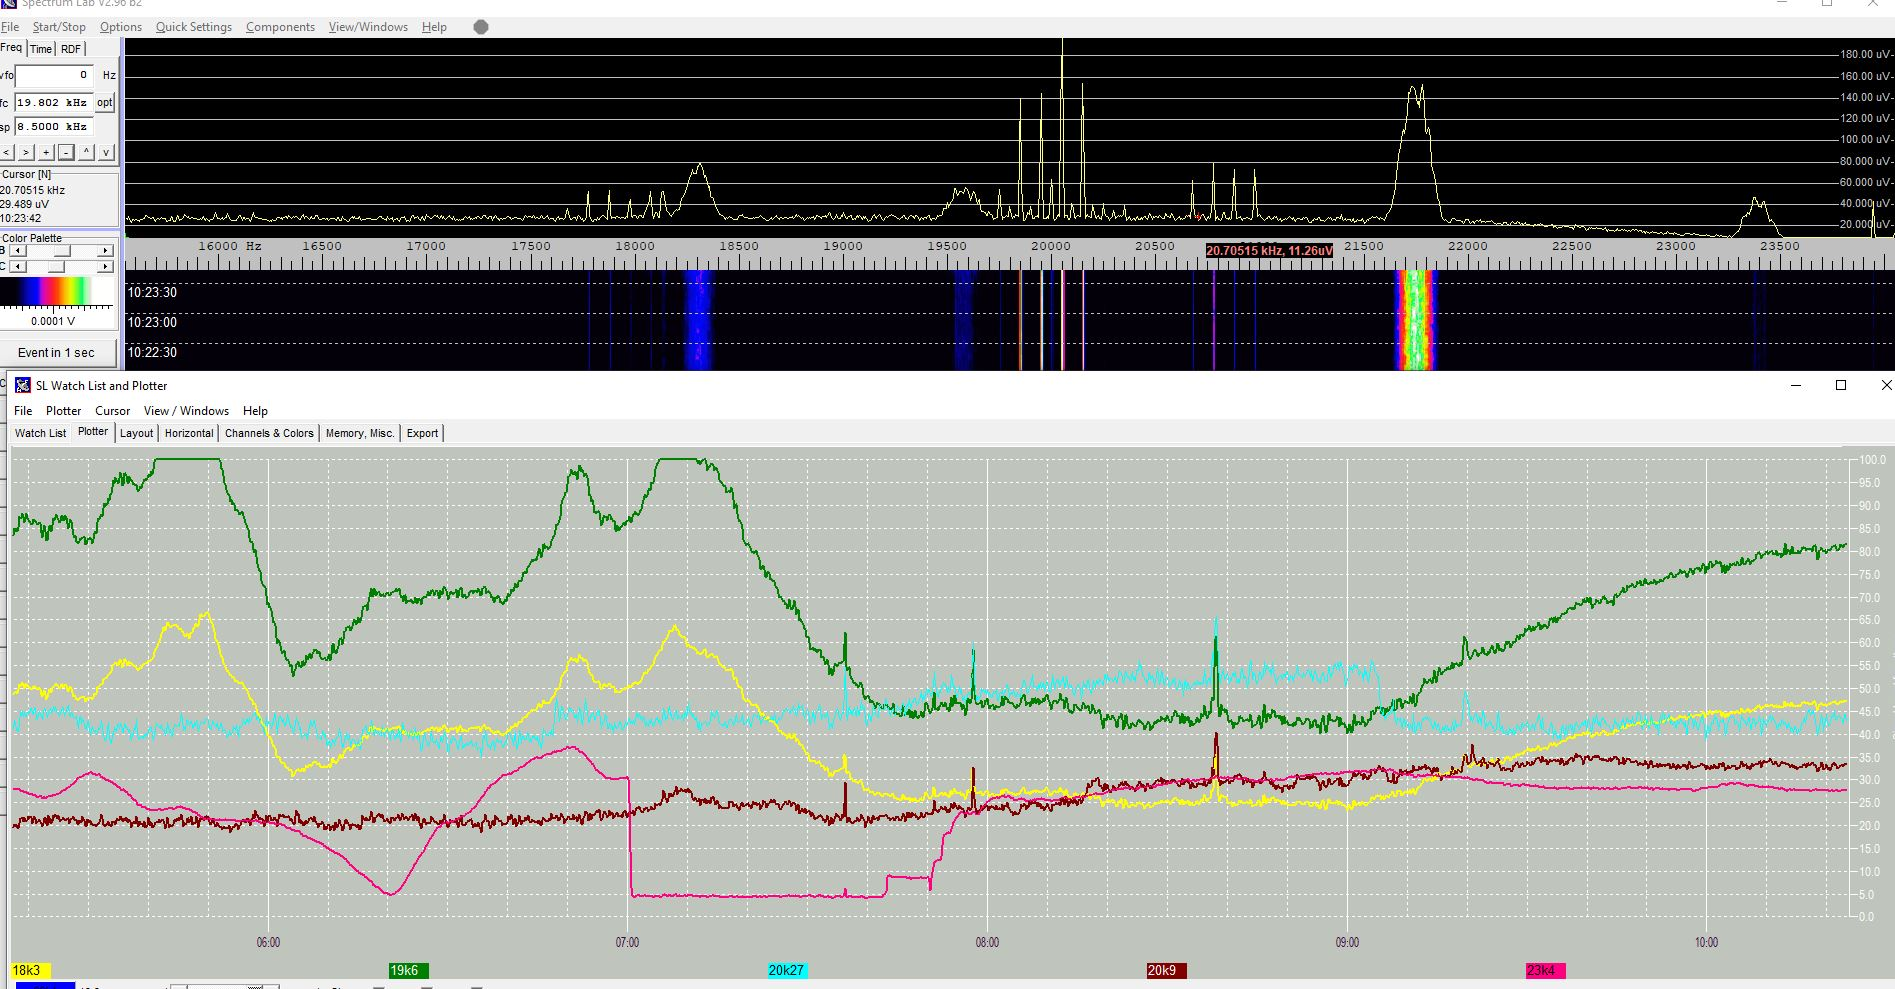 Spectrum Lab V2.96 b2
File Start/Stop Options Quick Settings Components View/Windows Help
Freq Time RDF
vfo 0 Hz
fc 19.802 kHz opt
sp 8.5000 kHz
< > + - ^ v
Cursor [N]
20.70515 kHz
29.489 uV
10:23:42
Color Palette
B
C
0.0001 V
Event in 1 sec
180.00 uV
160.00 uV
140.00 uV
120.00 uV
100.00 uV
80.000 uV
60.000 uV
40.000 uV
20.000 uV
16000 Hz 16500 17000 17500 18000 18500 19000 19500 20000 20500 21500 22000 22500 23000 23500
20.70515 kHz, 11.26uV
10:23:30
10:23:00
10:22:30
SL Watch List and Plotter
File Plotter Cursor View / Windows Help
Watch List Plotter Layout Horizontal Channels & Colors Memory, Misc. Export
100.0
95.0
90.0
85.0
80.0
75.0
70.0
65.0
60.0
55.0
50.0
45.0
40.0
35.0
30.0
25.0
20.0
15.0
10.0
5.0
0.0
06:00 07:00 08:00 09:00 10:00
18k3 19k6 20k27 20k9 23k4